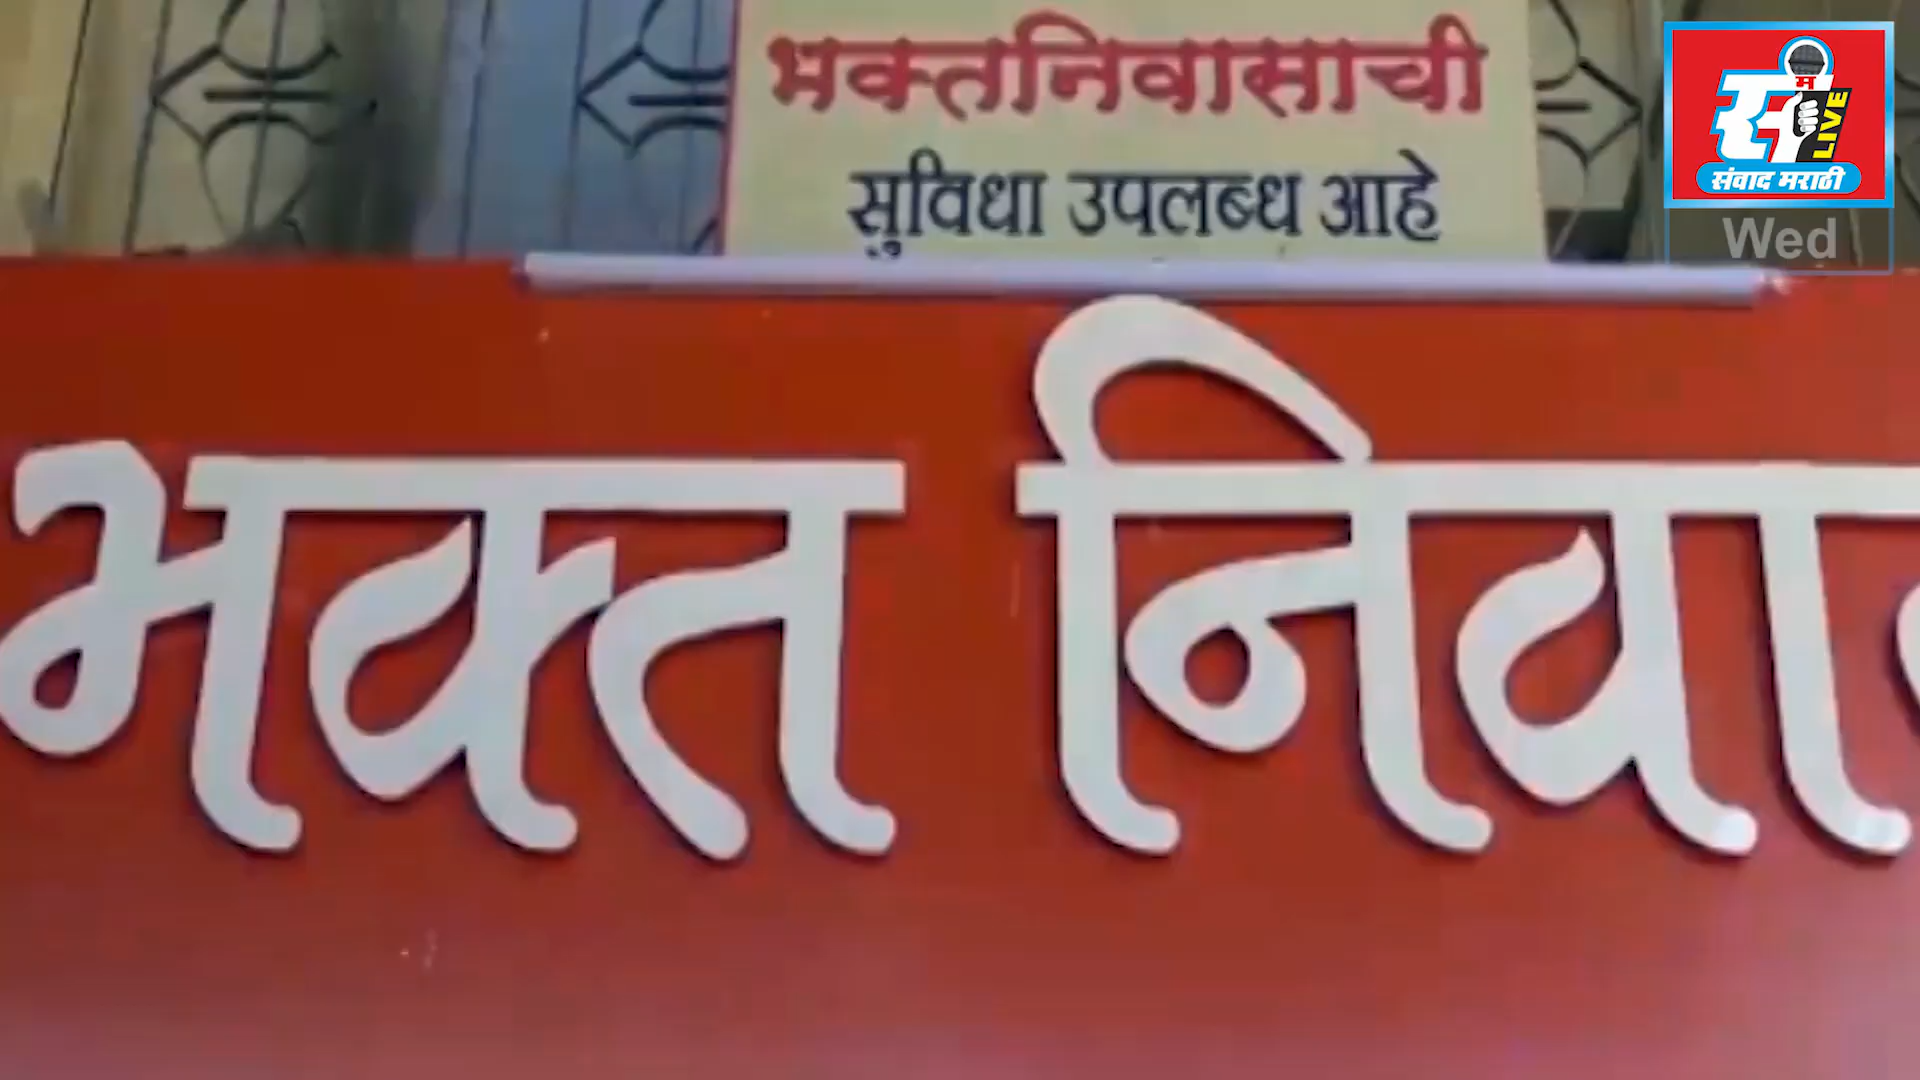 भक्तनिवासाची
सुविधा उपलब्ध आहे
LIVE
संवाद मराठी
Wed
भक्त निवा